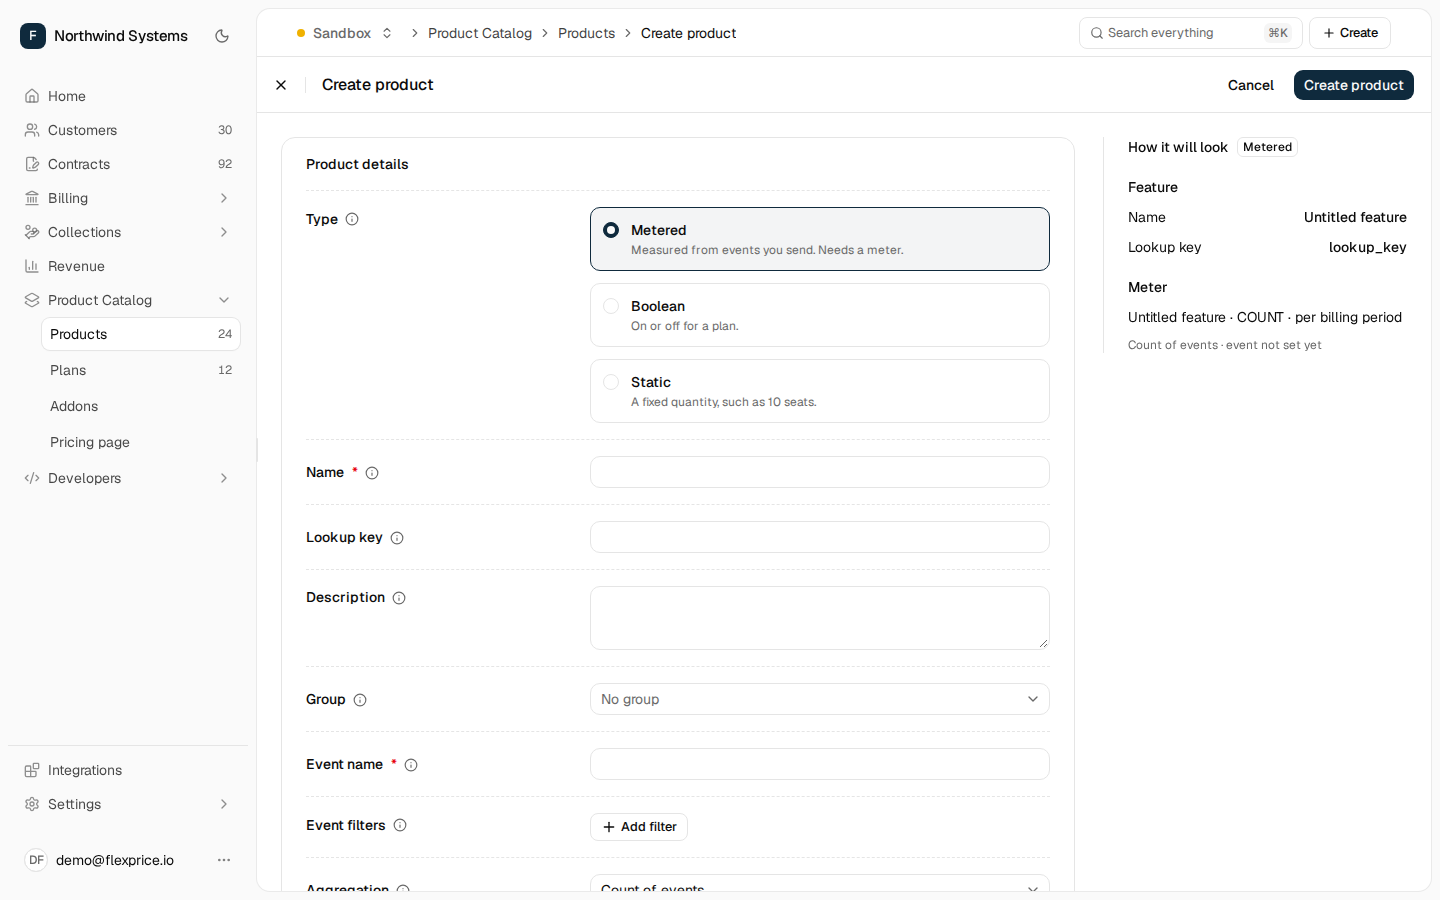 F Northwind Systems
Home
Customers 30
Contracts 92
Billing
Collections
Revenue
Product Catalog
Products 24
Plans 12
Addons
Pricing page
Developers
Integrations
Settings
DF demo@flexprice.io
Sandbox Product Catalog Products Create product
Search everything ⌘K
Create
Create product
Cancel Create product
Product details
Type
Metered
Measured from events you send. Needs a meter.
Boolean
On or off for a plan.
Static
A fixed quantity, such as 10 seats.
Name *
Lookup key
Description
Group No group
Event name *
Event filters Add filter
Aggregation Count of events
How it will look Metered
Feature
Name Untitled feature
Lookup key lookup_key
Meter
Untitled feature · COUNT · per billing period
Count of events · event not set yet